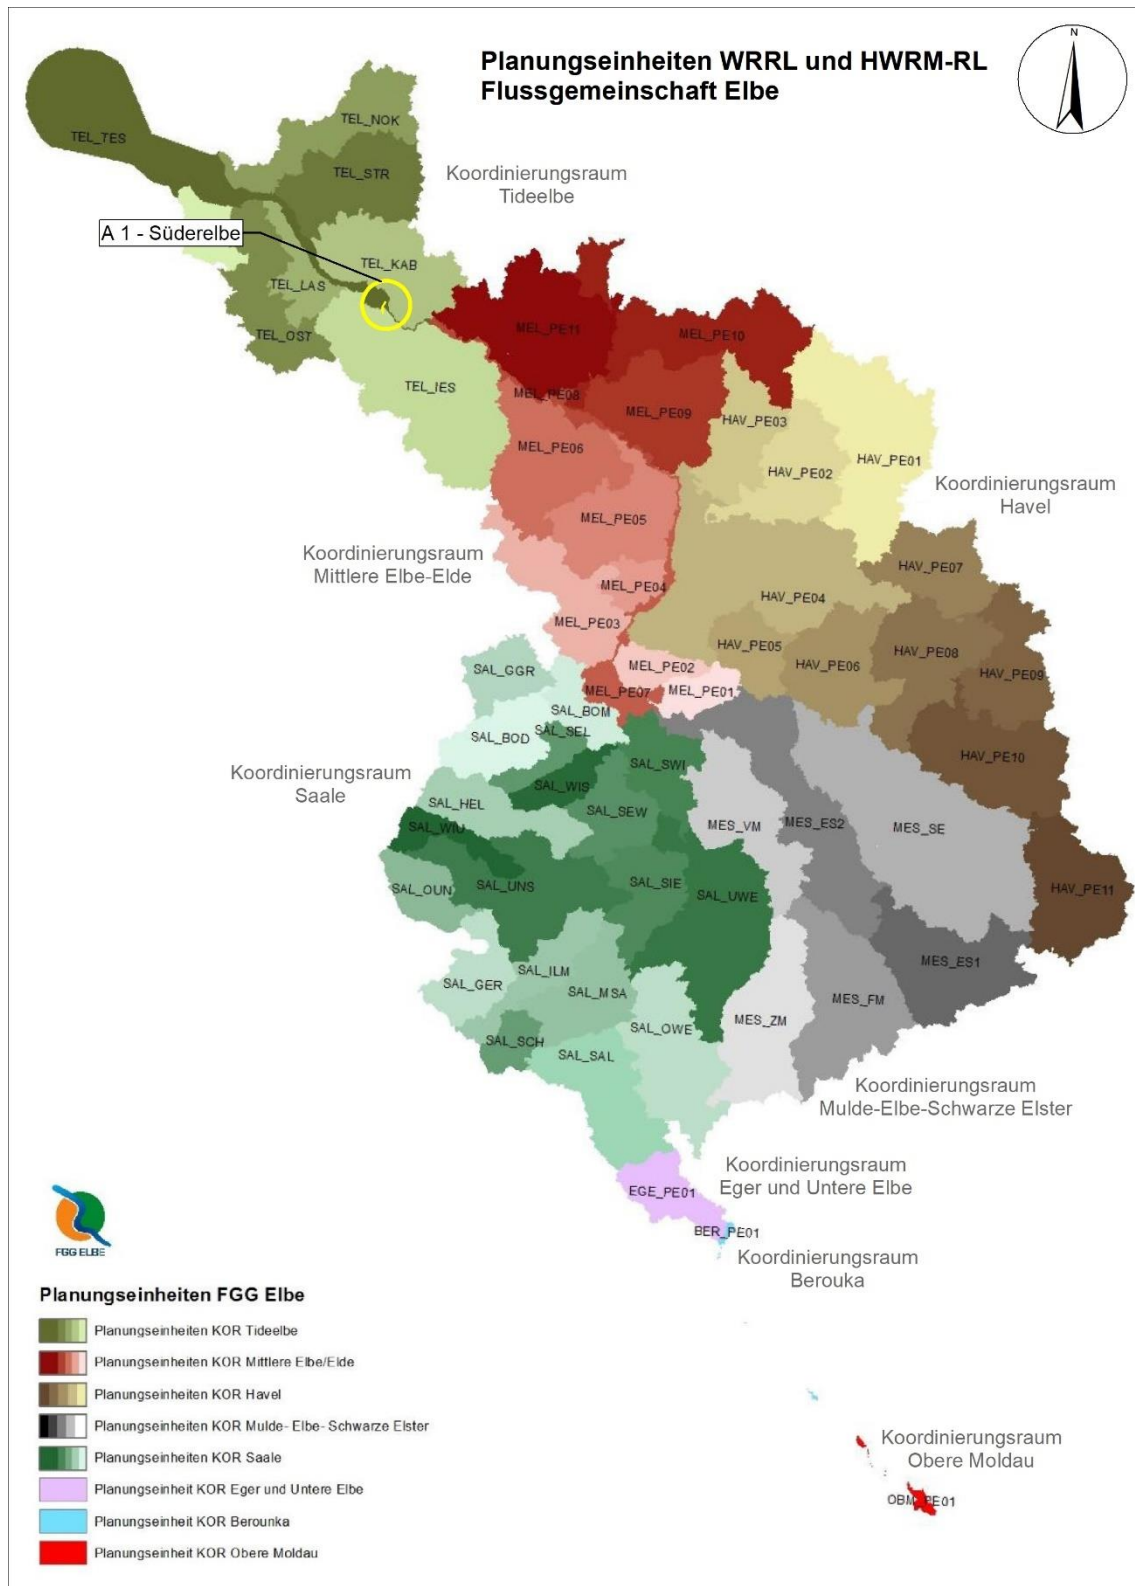 N
Planungseinheiten WRRL und HWRM-RL
Flussgemeinschaft Elbe
TEL_NOK
TEL_TES
TEL_STR
Koordinierungsraum
Tideelbe
A 1 - Süderelbe
TEL_KAB
TEL_LAS
TEL_OST
MEL_PE11
MEL_PE10
TEL_IES
MEL_PE08
MEL_PE09
HAV_PE03
MEL_PE06
HAV_PE02
HAV_PE01
Koordinierungsraum
Havel
MEL_PE05
Koordinierungsraum
Mittlere Elbe-Elde
HAV_PE07
MEL_PE04
HAV_PE04
MEL_PE03
HAV_PE05
HAV_PE08
MEL_PE02
HAV_PE06
SAL_GGR
HAV_PE09
MEL_PE07
MEL_PE01
SAL_BOM
SAL_SEL
SAL_BOD
HAV_PE10
SAL_SWI
Koordinierungsraum
Saale
SAL_WIS
SAL_HEL
SAL_SEW
MES_VM
MES_ES2
MES_SE
SAL_WIU
SAL_OUN
SAL_UNS
SAL_SIE
SAL_UWE
HAV_PE11
MES_ES1
SAL_ILM
SAL_GER
SAL_MSA
MES_FM
MES_ZM
SAL_OWE
SAL_SCH
SAL_SAL
Koordinierungsraum
Mulde-Elbe-Schwarze Elster
Koordinierungsraum
Eger und Untere Elbe
EGE_PE01
BER_PE01
Koordinierungsraum
Berouka
FGG ELBE
Planungseinheiten FGG Elbe
Planungseinheiten KOR Tideelbe
Planungseinheiten KOR Mittlere Elbe/Elde
Planungseinheiten KOR Havel
Planungseinheiten KOR Mulde- Elbe- Schwarze Elster
Planungseinheiten KOR Saale
Planungseinheit KOR Eger und Untere Elbe
Planungseinheit KOR Berounka
Planungseinheit KOR Obere Moldau
Koordinierungsraum
Obere Moldau
OBM_PE01